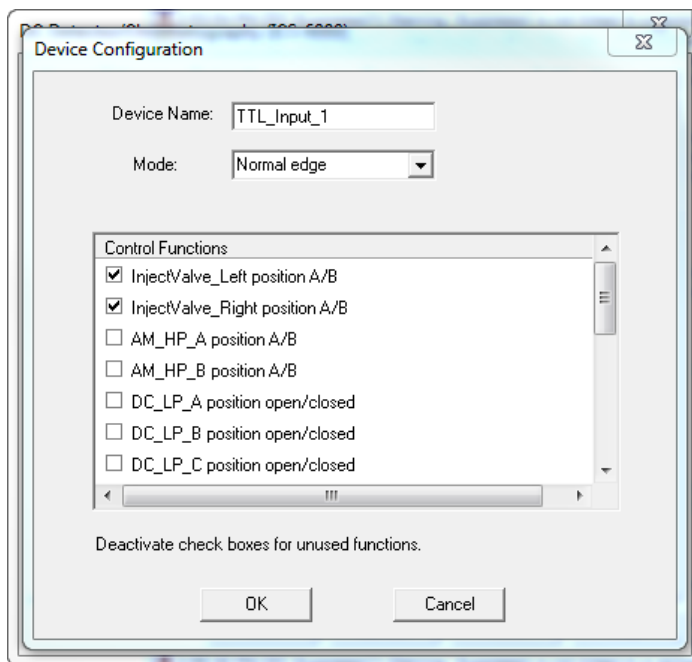 Device Configuration
Device Name: TTL_Input_1
Mode: Normal edge
Control Functions
InjectValve_Left position A/B
InjectValve_Right position A/B
AM_HP_A position A/B
AM_HP_B position A/B
DC_LP_A position open/closed
DC_LP_B position open/closed
DC_LP_C position open/closed
Deactivate check boxes for unused functions.
OK Cancel